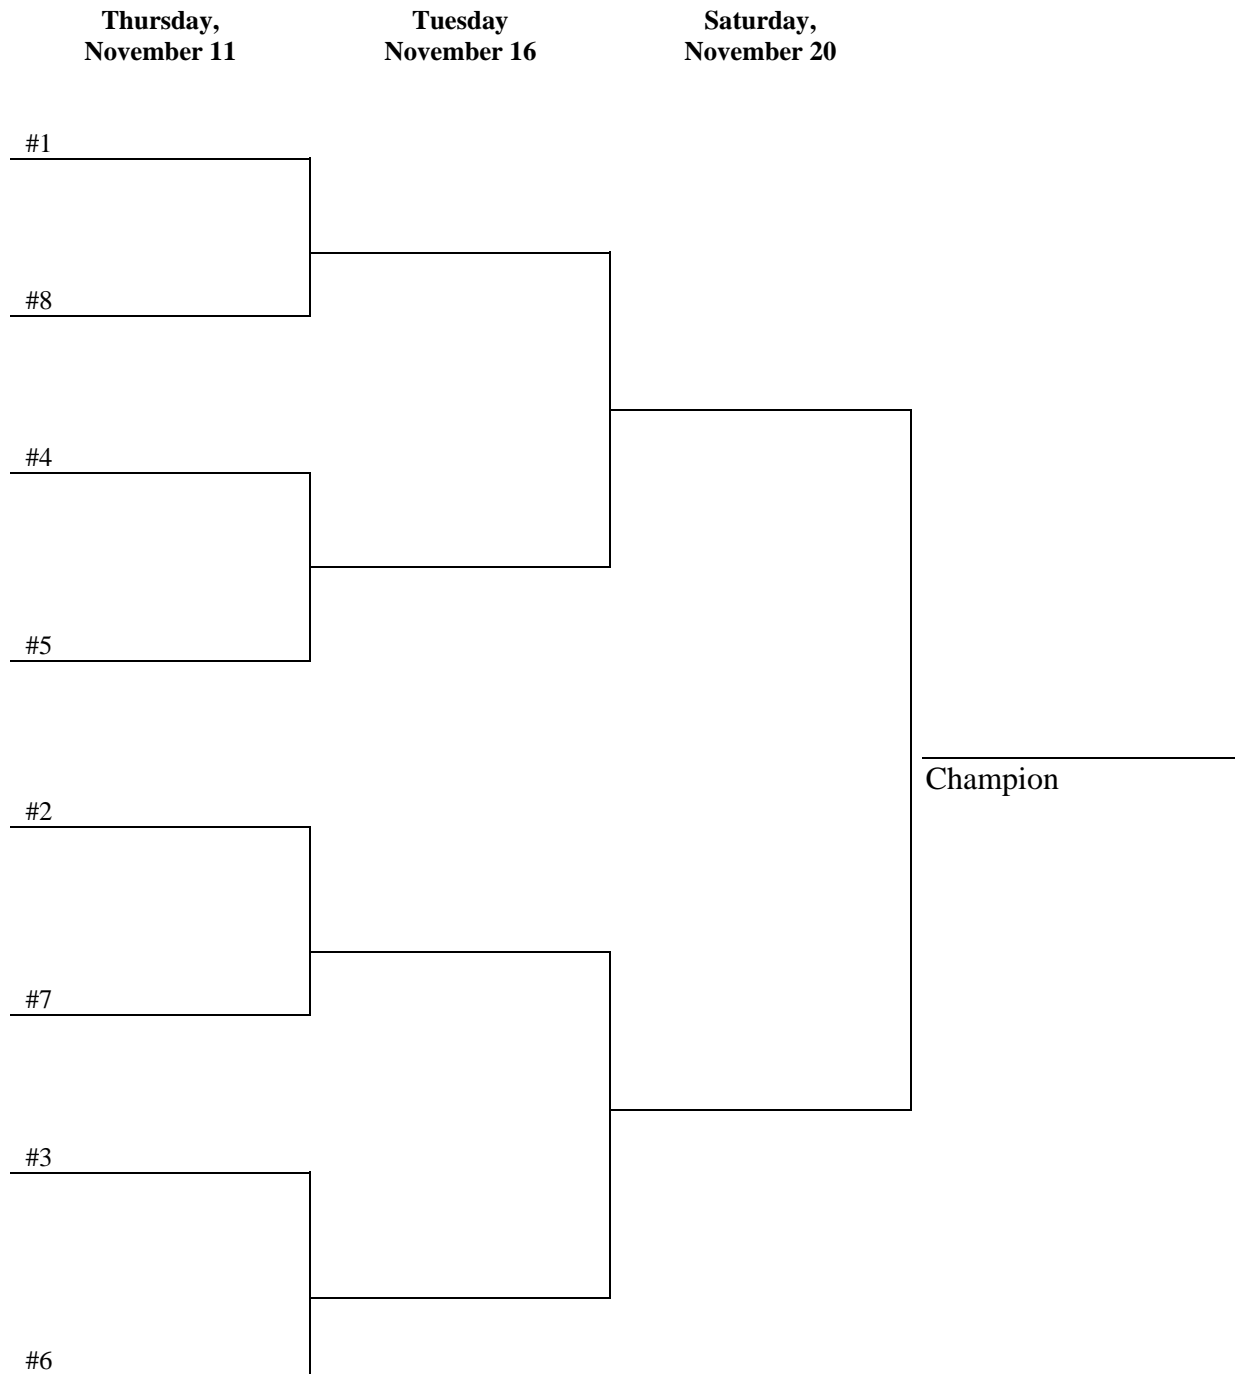 Thursday,
November 11
Tuesday
November 16
Saturday,
November 20
#1
#8
#4
#5
Champion
#2
#7
#3
#6